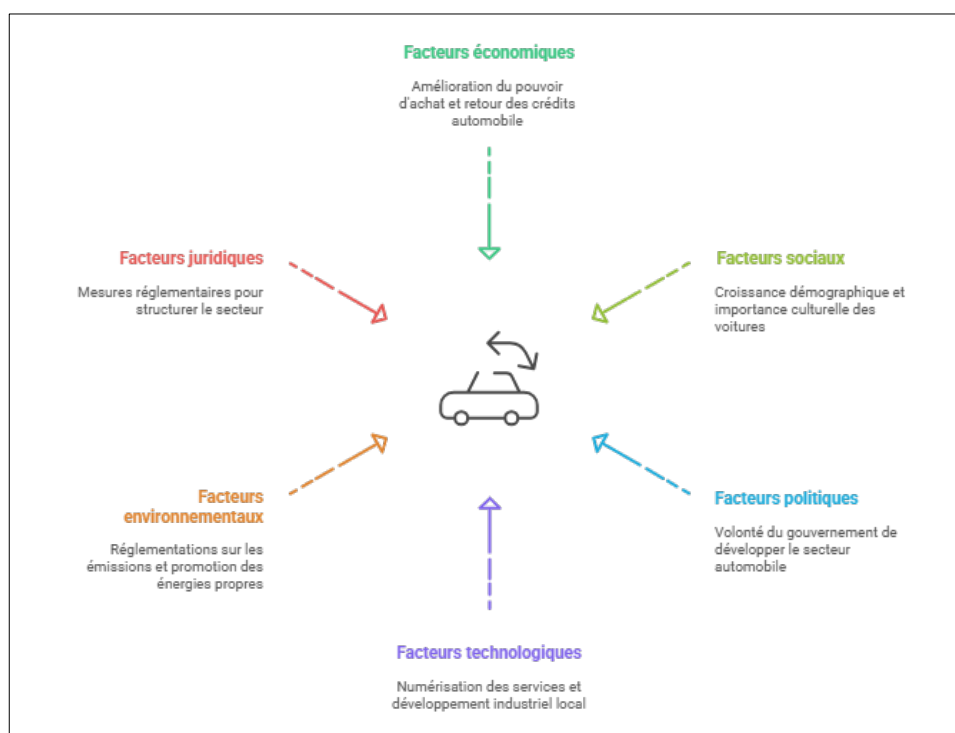 Facteurs économiques
Amélioration du pouvoir
d'achat et retour des crédits
automobile
Facteurs juridiques
Mesures réglementaires pour
structurer le secteur
Facteurs sociaux
Croissance démographique et
importance culturelle des
voitures
Facteurs
environnementaux
Réglementations sur les
émissions et promotion des
énergies propres
Facteurs politiques
Volonté du gouvernement de
développer le secteur
automobile
Facteurs technologiques
Numérisation des services et
développement industriel local